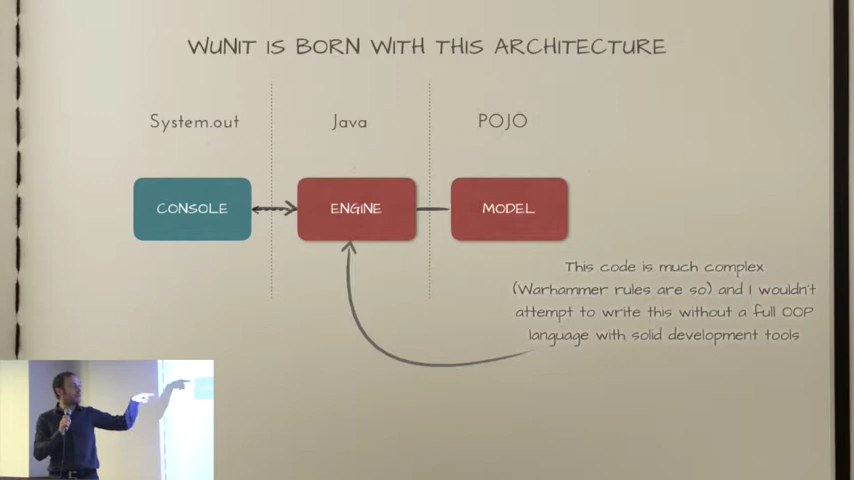 WUNIT IS BORN WITH THIS ARCHITECTURE
System.out
Java
POJO
CONSOLE
ENGINE
MODEL
This code is much complex
(Warhammer rules are so) and I wouldn't
attempt to write this without a full OOP
language with solid development tools